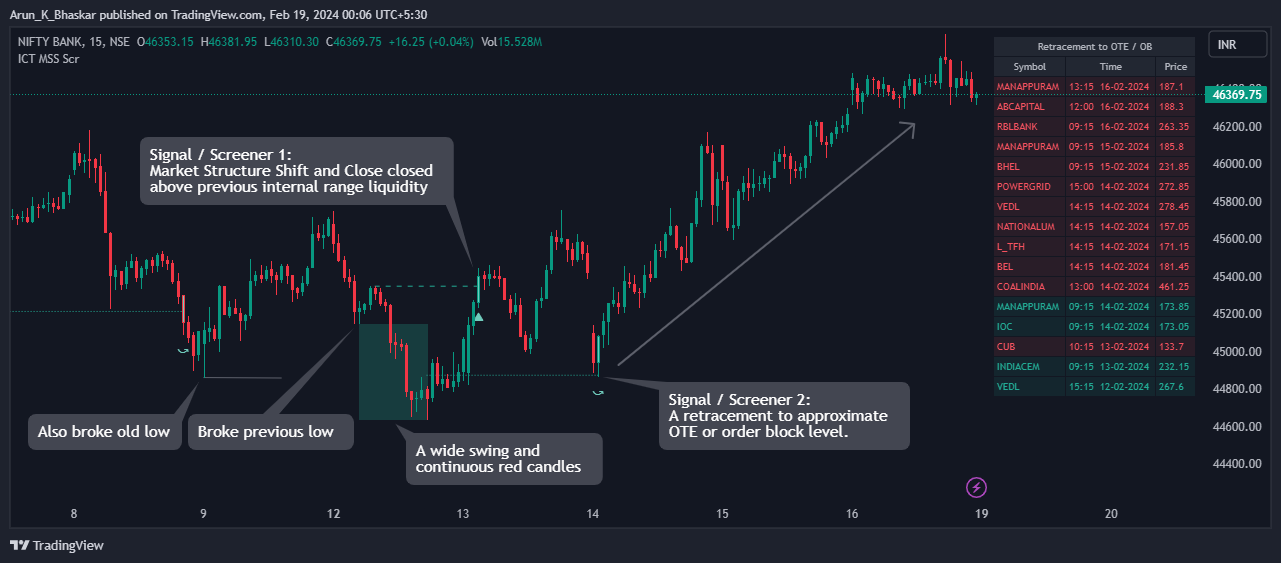 Arun_K_Bhaskar published on TradingView.com, Feb 19, 2024 00:06 UTC+5:30
NIFTY BANK, 15, NSE O46353.15 H46381.95 L46310.30 C46369.75 +16.25 (+0.04%) Vol15.528M
ICT MSS Scr
INR
Retracement to OTE / OB
Symbol Time Price
MANAPPURAM 13:15 16-02-2024 187.1
ABCAPITAL 12:00 16-02-2024 188.3
RBLBANK 09:15 16-02-2024 263.35
MANAPPURAM 09:15 15-02-2024 185.8
BHEL 09:15 15-02-2024 231.85
POWERGRID 15:00 14-02-2024 272.85
VEDL 14:15 14-02-2024 278.45
NATIONALUM 14:15 14-02-2024 157.05
L_TFH 14:15 14-02-2024 171.15
BEL 14:15 14-02-2024 181.45
COALINDIA 13:00 14-02-2024 461.25
MANAPPURAM 09:15 14-02-2024 173.85
IOC 09:15 14-02-2024 173.05
CUB 10:15 13-02-2024 133.7
INDIACEM 09:15 13-02-2024 232.15
VEDL 15:15 12-02-2024 267.6
46369.75
46200.00
46000.00
45800.00
45600.00
45400.00
45200.00
45000.00
44800.00
44600.00
44400.00
Signal / Screener 1:
Market Structure Shift and Close closed
above previous internal range liquidity
Also broke old low
Broke previous low
A wide swing and
continuous red candles
Signal / Screener 2:
A retracement to approximate
OTE or order block level.
8 9 12 13 14 15 16 19 20
TradingView